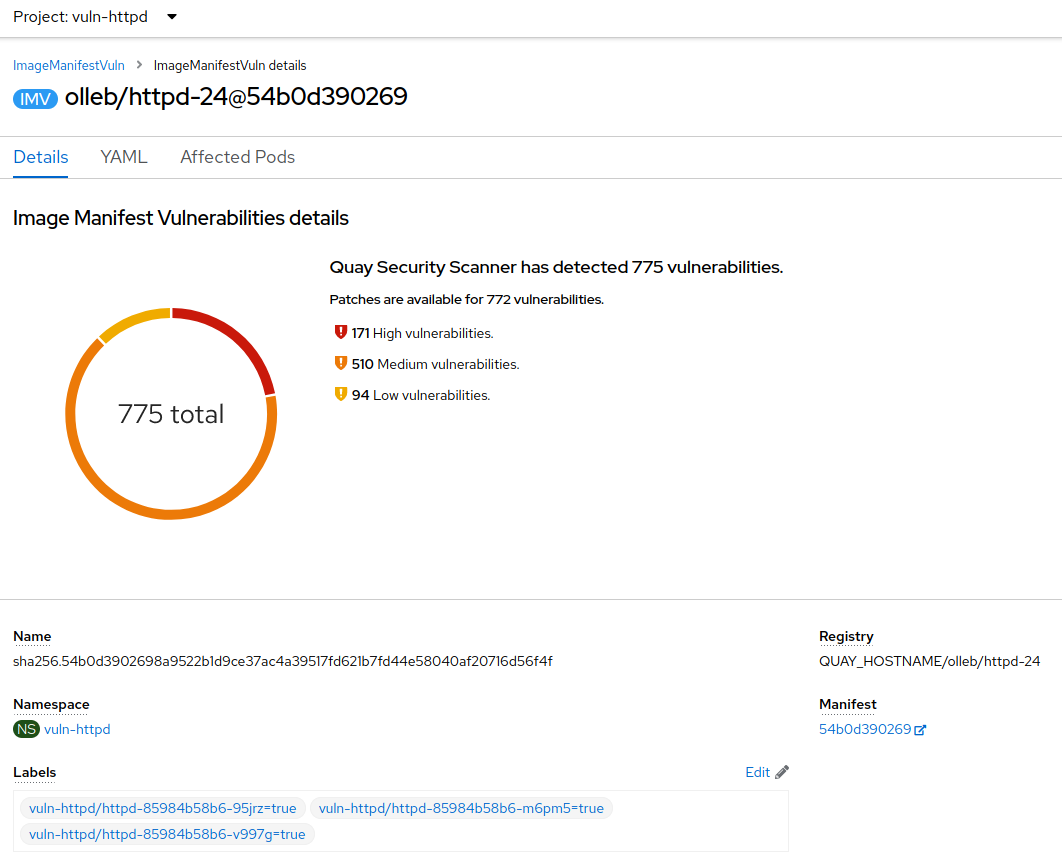 Project: vuln-httpd
ImageManifestVuln > ImageManifestVuln details
IMV olleb/httpd-24@54b0d390269
Details YAML Affected Pods
Image Manifest Vulnerabilities details
Quay Security Scanner has detected 775 vulnerabilities.
Patches are available for 772 vulnerabilities.
171 High vulnerabilities.
510 Medium vulnerabilities.
94 Low vulnerabilities.
775 total
Name
sha256.54b0d3902698a9522b1d9ce37ac4a39517fd621b7fd44e58040af20716d56f4f
Registry
QUAY_HOSTNAME/olleb/httpd-24
Namespace
NS vuln-httpd
Manifest
54b0d390269
Labels
Edit
vuln-httpd/httpd-85984b58b6-95jrz=true vuln-httpd/httpd-85984b58b6-m6pm5=true
vuln-httpd/httpd-85984b58b6-v997g=true